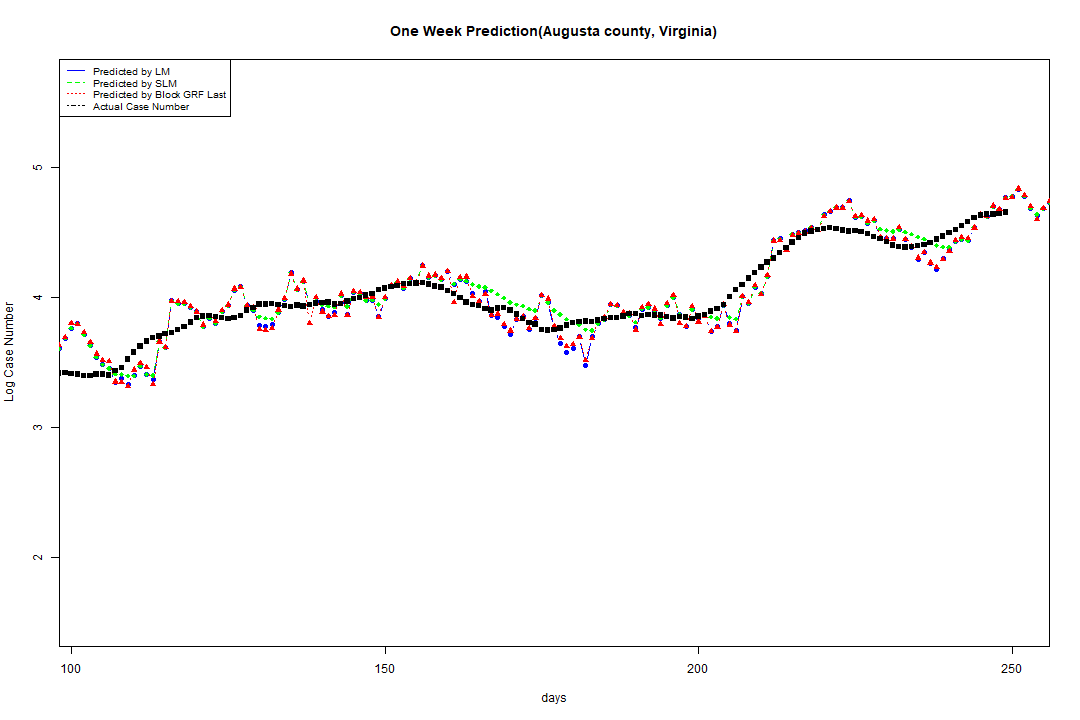 One Week Prediction(Augusta county, Virginia)
Predicted by LM
Predicted by SLM
Predicted by Block GRF Last
Actual Case Number
5
4
3
2
Log Case Number
100 150 200 250
days